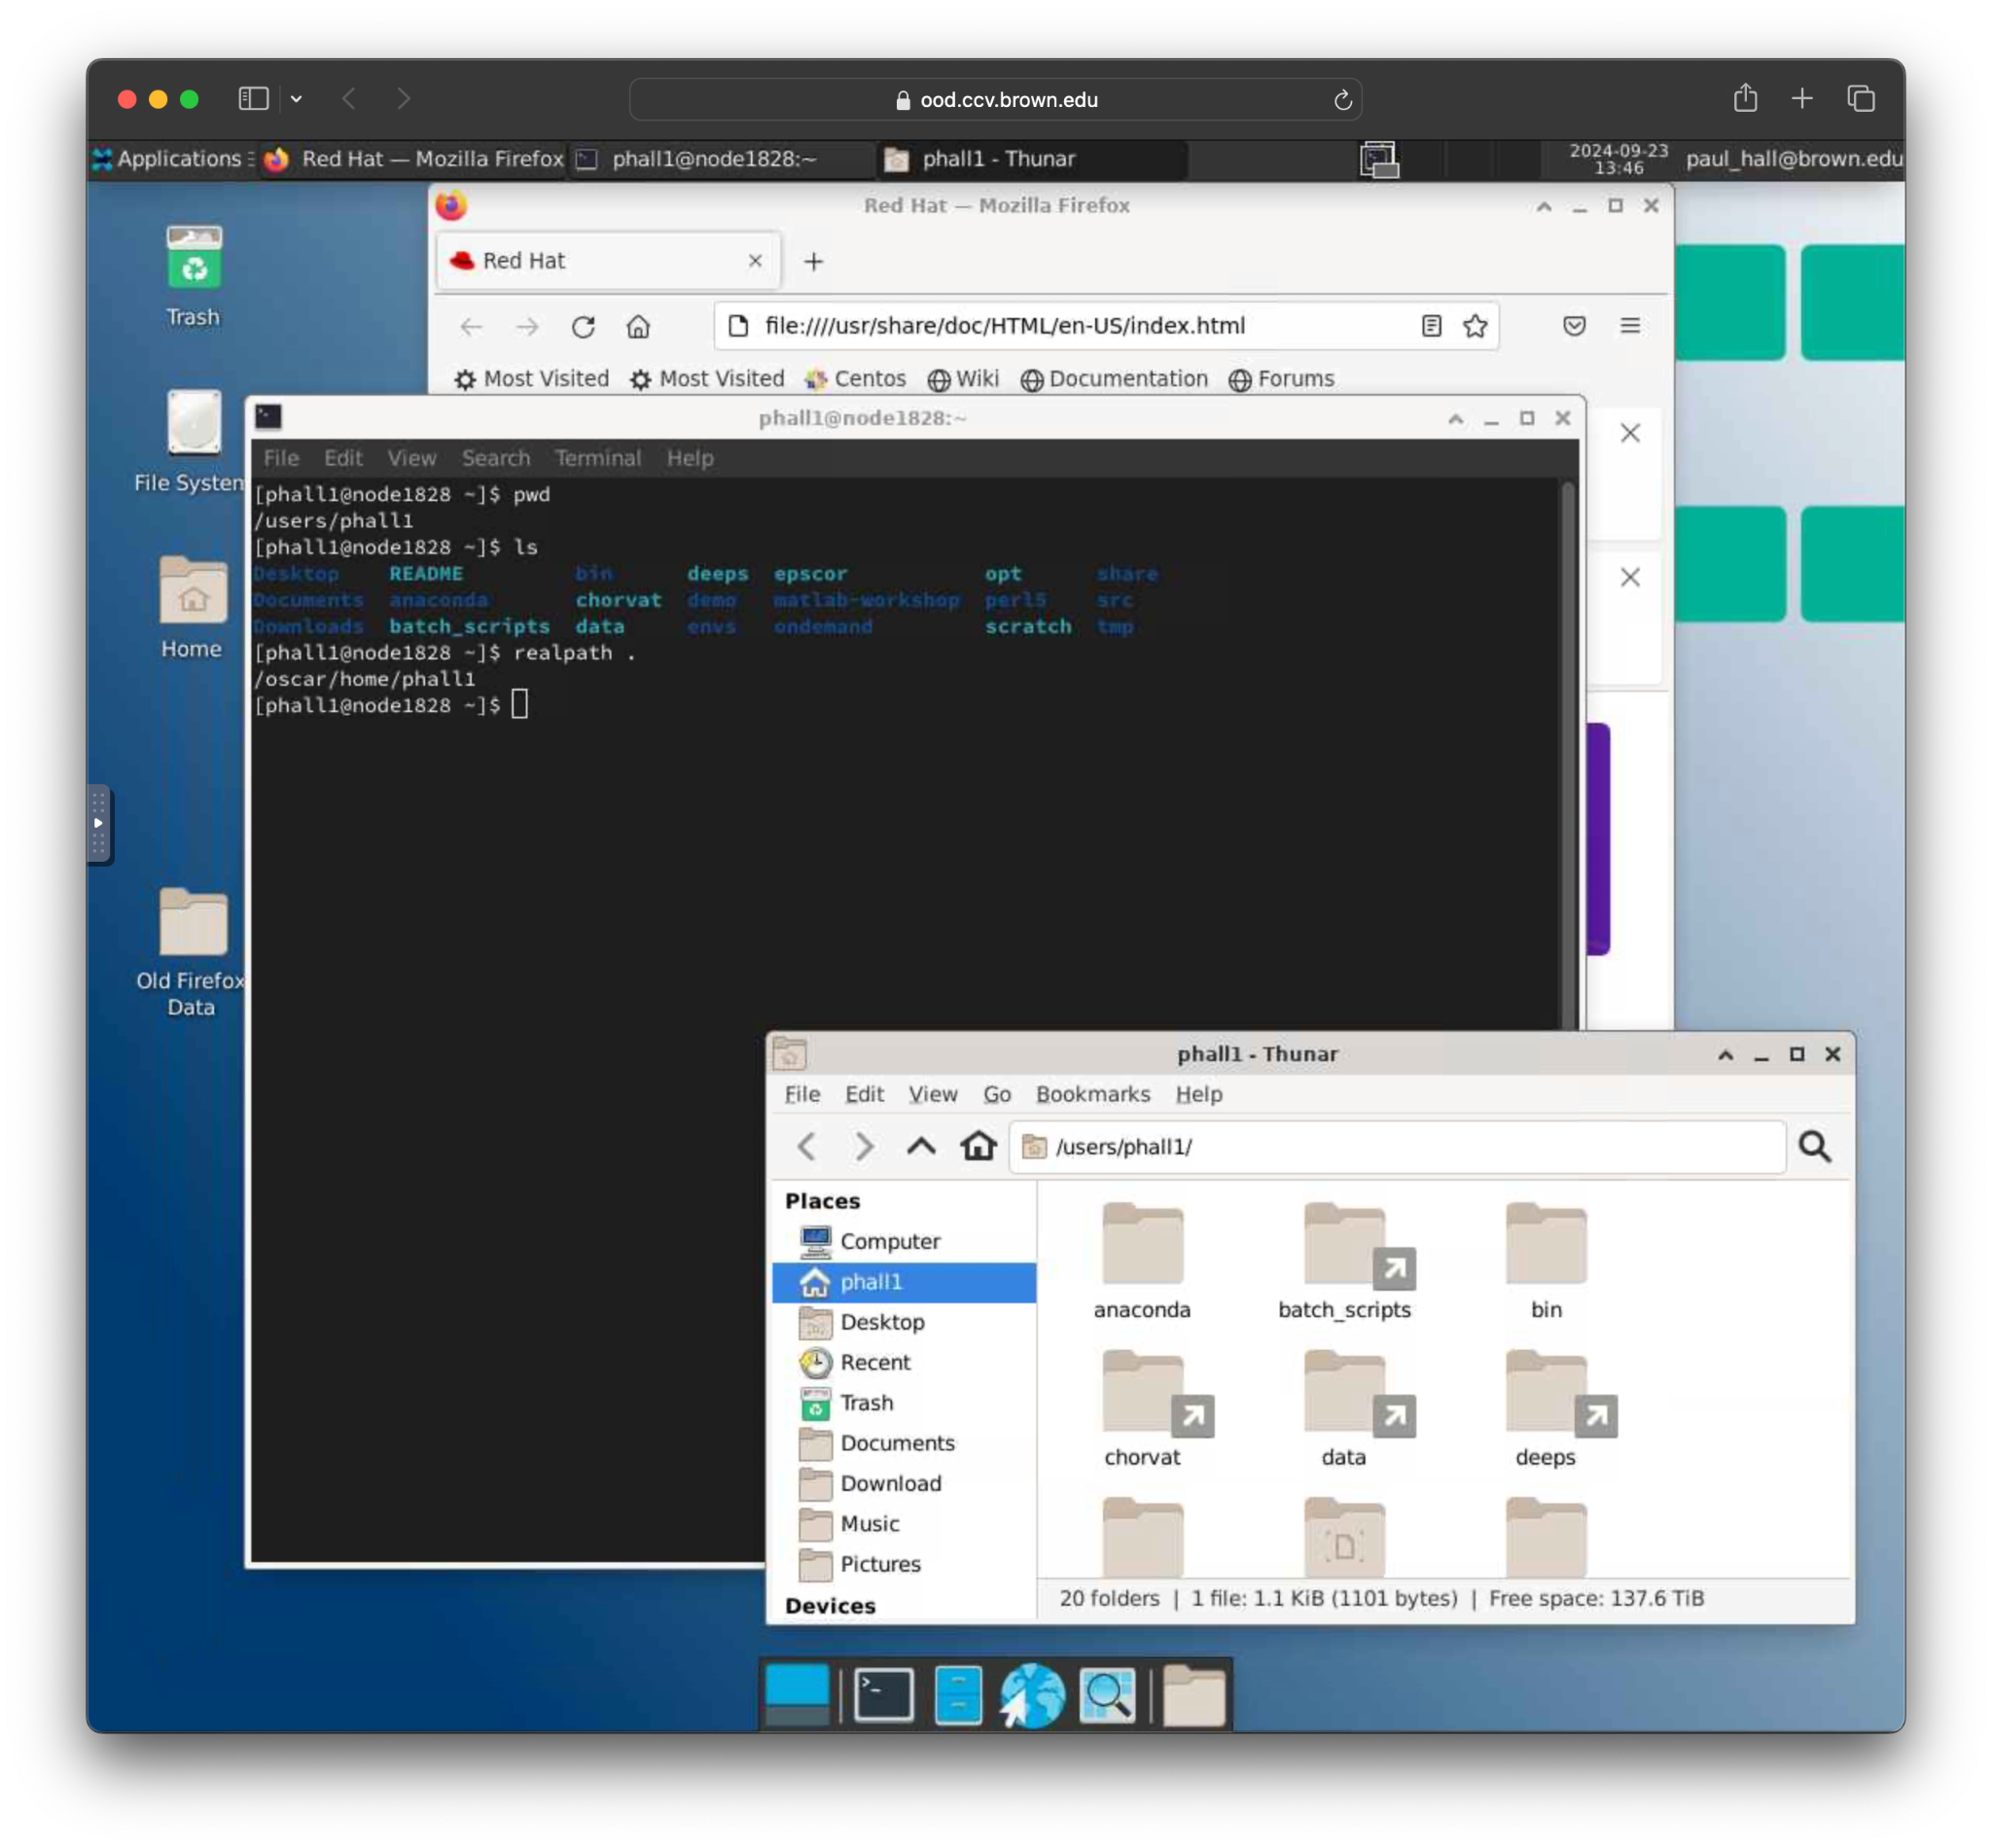 ood.ccv.brown.edu
Applications
Red Hat — Mozilla Firefox
phall1@node1828:~
phall1 - Thunar
2024-09-23
13:46
paul_hall@brown.edu
Trash
File System
Home
Old Firefox
Data
Red Hat — Mozilla Firefox
Red Hat
file:////usr/share/doc/HTML/en-US/index.html
Most Visited Most Visited Centos Wiki Documentation Forums
phall1@node1828:~
File Edit View Search Terminal Help
[phall1@node1828 ~]$ pwd
/users/phall1
[phall1@node1828 ~]$ ls
Desktop README bin deeps epscor opt share
Documents anaconda chorvat demo matlab-workshop perl5 src
Downloads batch_scripts data envs ondemand scratch tmp
[phall1@node1828 ~]$ realpath .
/oscar/home/phall1
[phall1@node1828 ~]$
phall1 - Thunar
File Edit View Go Bookmarks Help
/users/phall1/
Places
Computer
phall1
Desktop
Recent
Trash
Documents
Download
Music
Pictures
Devices
anaconda batch_scripts bin
chorvat data deeps
20 folders | 1 file: 1.1 KiB (1101 bytes) | Free space: 137.6 TiB